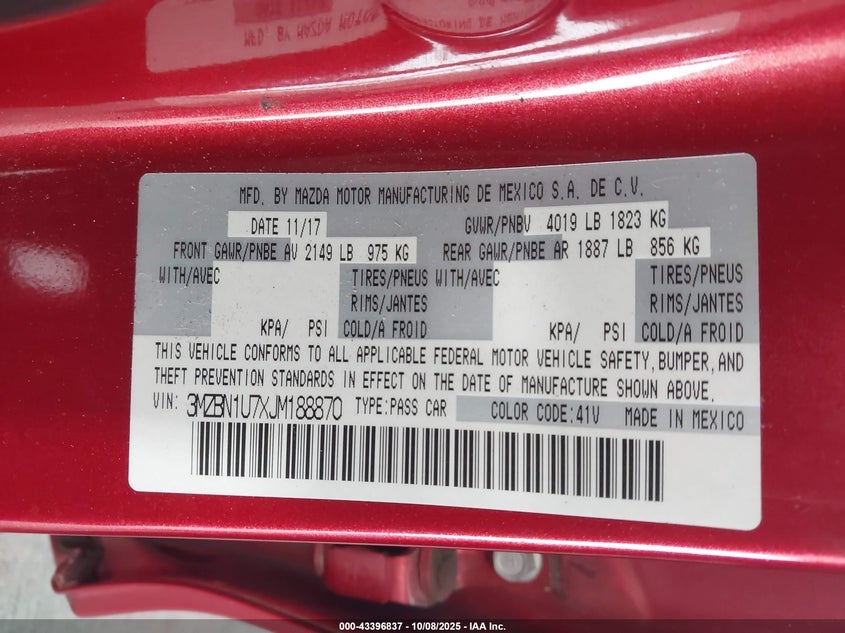 MFD. BY MAZDA MOTOR MANUFACTURING DE MEXICO S.A. DE C.V.
DATE 11/17 GVWR/PNBV 4019 LB 1823 KG
FRONT GAWR/PNBE AV 2149 LB 975 KG REAR GAWR/PNBE AR 1887 LB 856 KG
WITH/AVEC TIRES/PNEUS WITH/AVEC TIRES/PNEUS
RIMS/JANTES RIMS/JANTES
KPA/ PSI COLD/A FROID KPA/ PSI COLD/A FROID
THIS VEHICLE CONFORMS TO ALL APPLICABLE FEDERAL MOTOR VEHICLE SAFETY, BUMPER, AND
THEFT PREVENTION STANDARDS IN EFFECT ON THE DATE OF MANUFACTURE SHOWN ABOVE.
VIN: 3MZBN1U7XJM188870 TYPE:PASS CAR COLOR CODE:41V MADE IN MEXICO
000-43396837 - 10/08/2025 - IAA Inc.